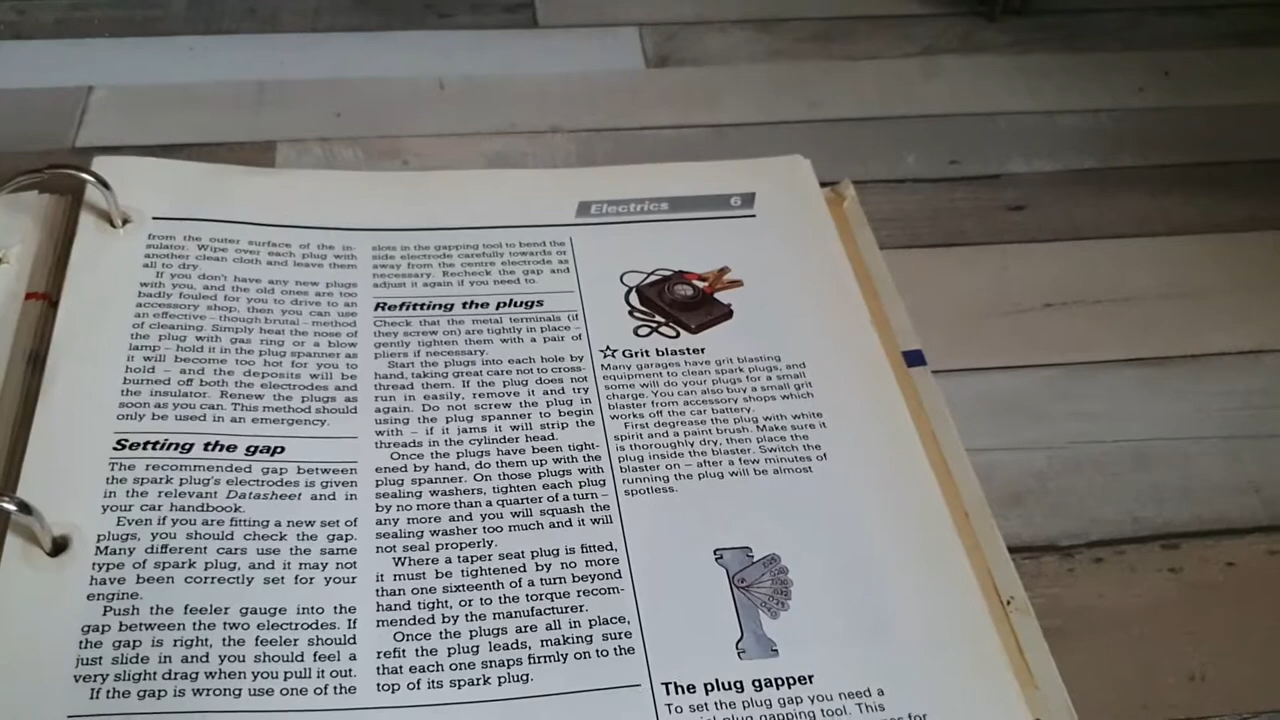 Electrics 6
from the outer surface of the in-
sulator. Wipe over each plug with
another clean cloth and leave them
all to dry.
If you don't have any new plugs
with you, and the old ones are too
badly fouled for you to drive to an
accessory shop, then you can use
an effective – though brutal – method
of cleaning. Simply heat the nose of
the plug with gas ring or a blow
lamp – hold it in the plug spanner as
it will become too hot for you to
hold – and the deposits will be
burned off both the electrodes and
the insulator. Renew the plugs as
soon as you can. This method should
only be used in an emergency.
Setting the gap
The recommended gap between
the spark plug's electrodes is given
in the relevant Datasheet and in
your car handbook.
Even if you are fitting a new set of
plugs, you should check the gap.
Many different cars use the same
type of spark plug, and it may not
have been correctly set for your
engine.
Push the feeler gauge into the
gap between the two electrodes. If
the gap is right, the feeler should
just slide in and you should feel a
very slight drag when you pull it out.
If the gap is wrong use one of the
slots in the gapping tool to bend the
side electrode carefully towards or
away from the centre electrode as
necessary. Recheck the gap and
adjust it again if you need to.
Refitting the plugs
Check that the metal terminals (if
they screw on) are tightly in place –
gently tighten them with a pair of
pliers if necessary.
Start the plugs into each hole by
hand, taking great care not to cross-
thread them. If the plug does not
run in easily, remove it and try
again. Do not screw the plug in
using the plug spanner to begin
with – if it jams it will strip the
threads in the cylinder head.
Once the plugs have been tight-
ened by hand, do them up with the
plug spanner. On those plugs with
sealing washers, tighten each plug
by no more than a quarter of a turn –
any more and you will squash the
sealing washer too much and it will
not seal properly.
Where a taper seat plug is fitted,
it must be tightened by no more
than one sixteenth of a turn beyond
hand tight, or to the torque recom-
mended by the manufacturer.
Once the plugs are all in place,
refit the plug leads, making sure
that each one snaps firmly on to the
top of its spark plug.
Grit blaster
Many garages have grit blasting
equipment to clean spark plugs, and
some will do your plugs for a small
charge. You can also buy a small grit
blaster from accessory shops which
works off the car battery.
First degrease the plug with white
spirit and a paint brush. Make sure it
is thoroughly dry, then place the
plug inside the blaster. Switch the
blaster on – after a few minutes of
running the plug will be almost
spotless.
The plug gapper
To set the plug gap you need a
plug gapping tool. This
for